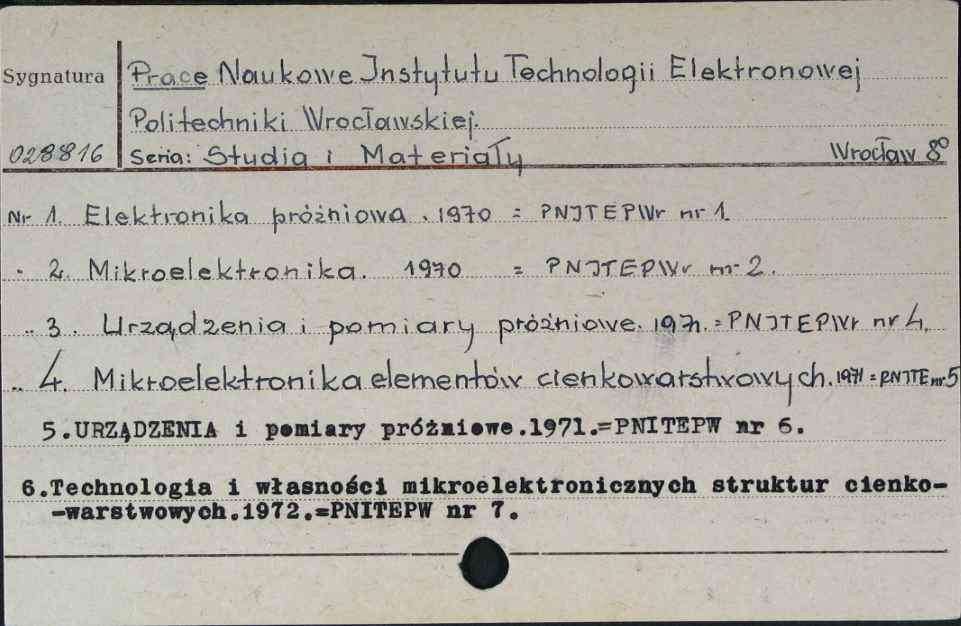 Sygnatura Prace Naukowe Instytutu Technologii Elektronowej
Politechniki Wrocławskiej.
028816 Seria: Studia i Materiały Wrocław 8°
Nr 1. Elektronika próżniowa. 1970 = PNITEPWr nr 1
" 2. Mikroelektronika. 1970 = PNITEPWr nr 2.
" 3. Urządzenia i pomiary próżniowe. 1971. = PNITEPWr nr 4.
" 4. Mikroelektronika elementów cienkowarstwowych. 1971 = PNITE nr 5
5.URZĄDZENIA i pomiary próżniowe.1971.=PNITEPW nr 6.
6.Technologia i własności mikroelektronicznych struktur cienko-
-warstwowych.1972.=PNITEPW nr 7.